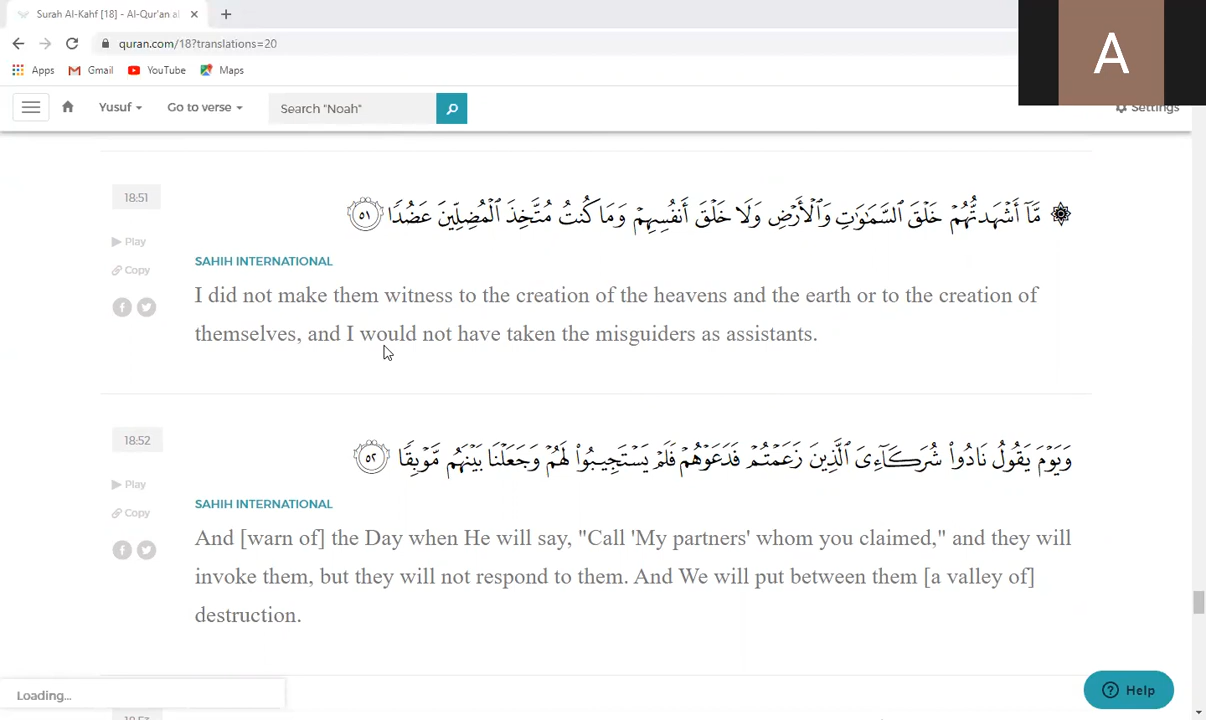 Surah Al-Kahf [18] - Al-Qur'an al
quran.com/18?translations=20
Apps Gmail YouTube Maps
A
Yusuf Go to verse Search "Noah" Settings
18:51
مَّآ أَشْهَدتُّهُمْ خَلْقَ ٱلسَّمَـٰوَٰتِ وَٱلْأَرْضِ وَلَا خَلْقَ أَنفُسِهِمْ وَمَا كُنتُ مُتَّخِذَ ٱلْمُضِلِّينَ عَضُدًا ٥١
Play
Copy
SAHIH INTERNATIONAL
I did not make them witness to the creation of the heavens and the earth or to the creation of
themselves, and I would not have taken the misguiders as assistants.
18:52
وَيَوْمَ يَقُولُ نَادُوا۟ شُرَكَآءِىَ ٱلَّذِينَ زَعَمْتُمْ فَدَعَوْهُمْ فَلَمْ يَسْتَجِيبُوا۟ لَهُمْ وَجَعَلْنَا بَيْنَهُم مَّوْبِقًا ٥٢
Play
Copy
SAHIH INTERNATIONAL
And [warn of] the Day when He will say, "Call 'My partners' whom you claimed," and they will
invoke them, but they will not respond to them. And We will put between them [a valley of]
destruction.
Loading...
Help